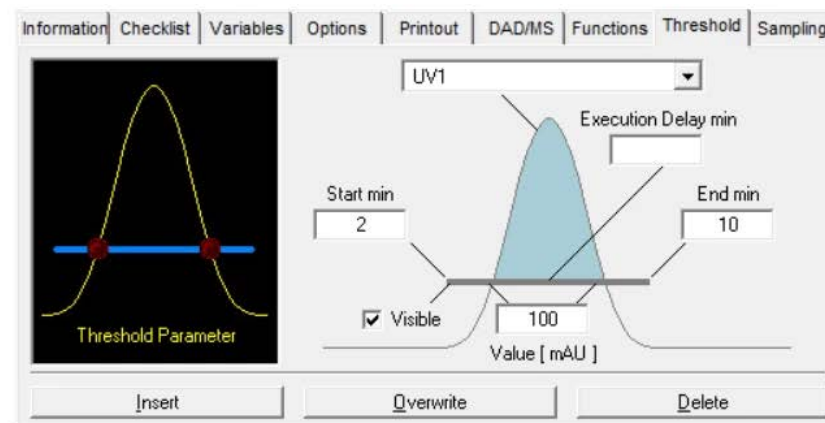 Information Checklist Variables Options Printout DAD/MS Functions Threshold Sampling
UV1
Execution Delay min
Start min
2
End min
10
Visible
100
Value [ mAU ]
Threshold Parameter
Insert Overwrite Delete